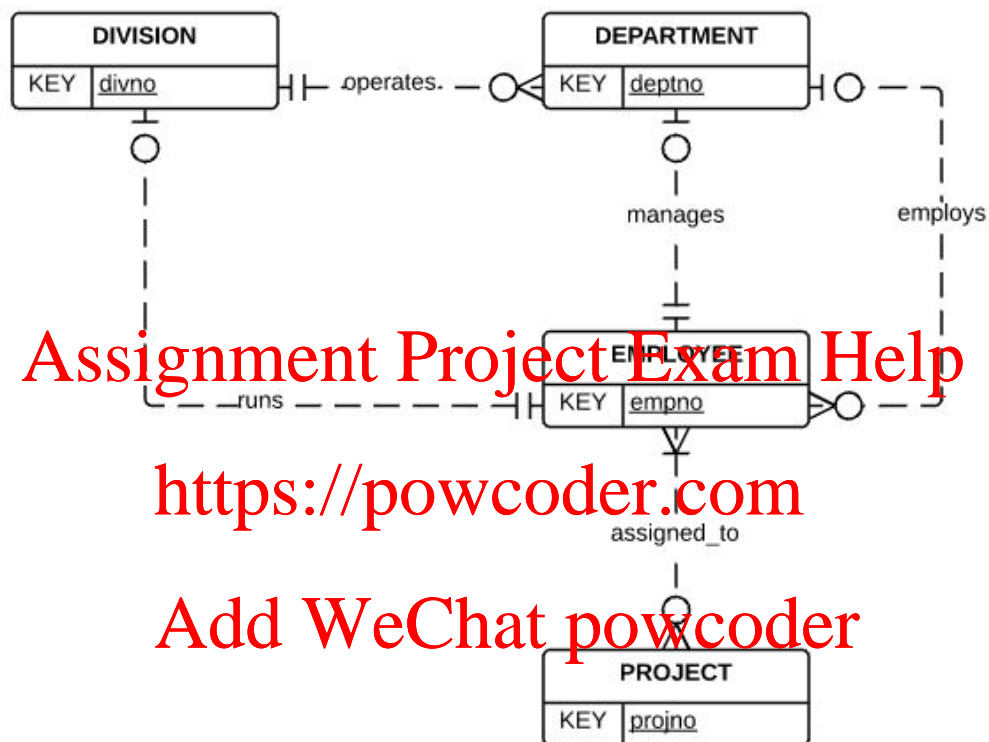 DIVISION
KEY divno
operates
DEPARTMENT
KEY deptno
manages
employs
Assignment Project Exam Help
EMPLOYEE
KEY empno
runs
https://powcoder.com
assigned_to
Add WeChat powcoder
PROJECT
KEY projno